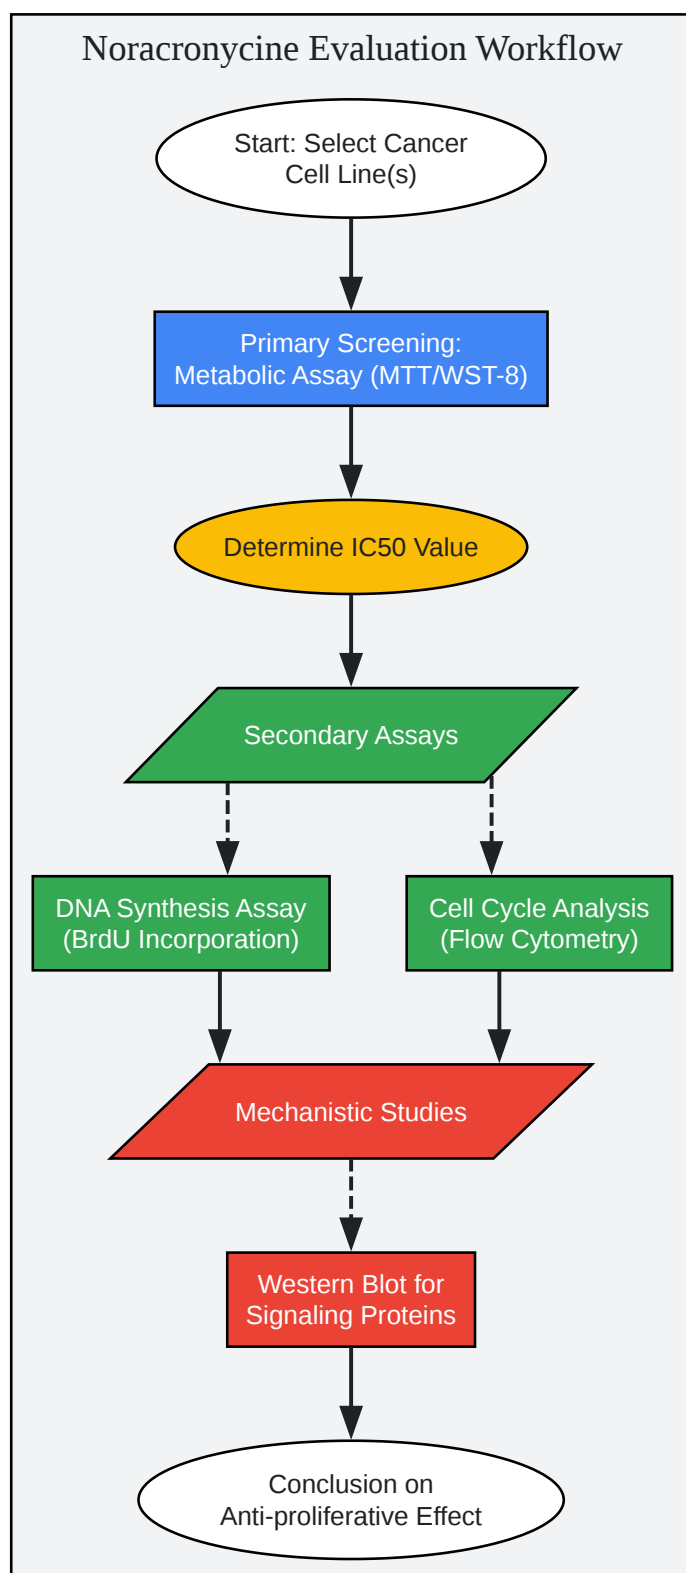 Noracronycine Evaluation Workflow
Start: Select Cancer
Cell Line(s)
Primary Screening:
Metabolic Assay (MTT/WST-8)
Determine IC50 Value
Secondary Assays
DNA Synthesis Assay
(BrdU Incorporation)
Cell Cycle Analysis
(Flow Cytometry)
Mechanistic Studies
Western Blot for
Signaling Proteins
Conclusion on
Anti-proliferative Effect